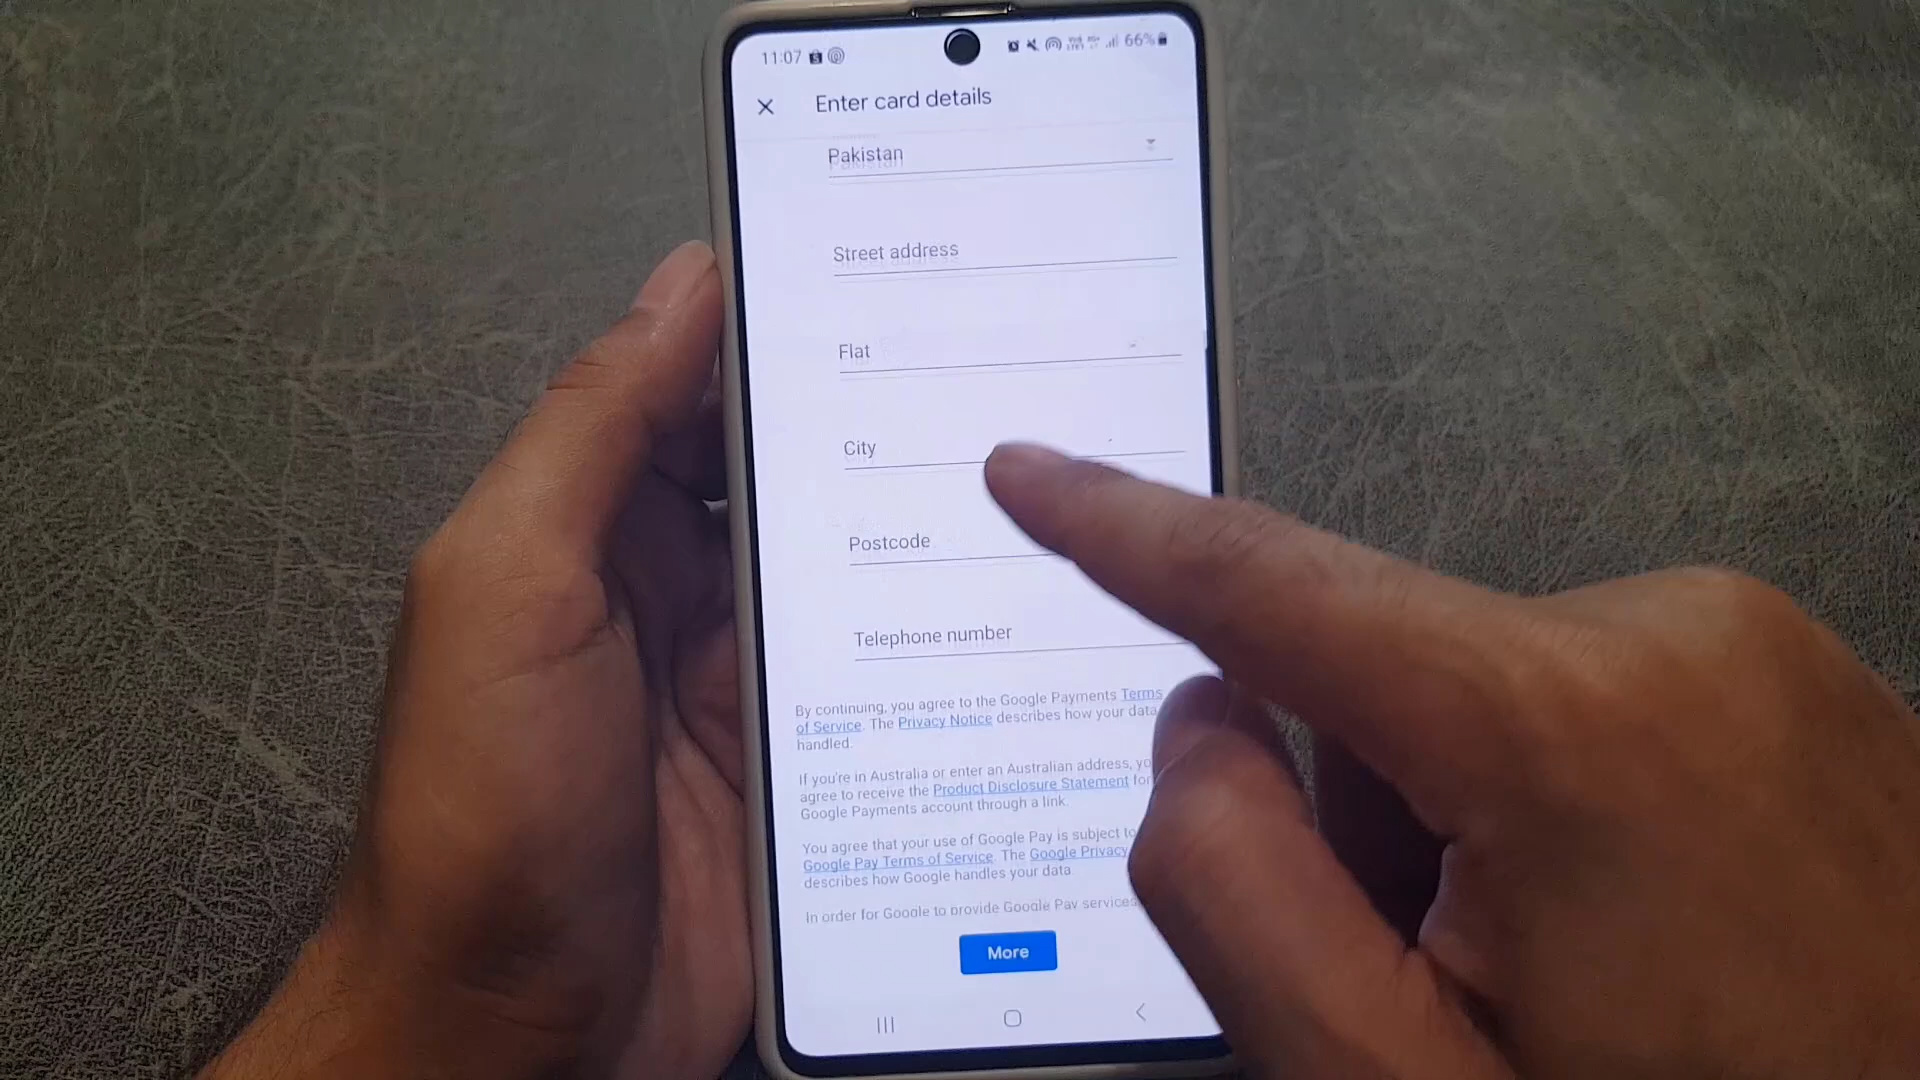 11:07
66%
Enter card details
Pakistan
Street address
Flat
City
Postcode
Telephone number
By continuing, you agree to the Google Payments Terms
of Service. The Privacy Notice describes how your data
handled.
If you're in Australia or enter an Australian address, yo
agree to receive the Product Disclosure Statement for
Google Payments account through a link.
You agree that your use of Google Pay is subject to
Google Pay Terms of Service. The Google Privacy
describes how Google handles your data.
In order for Google to provide Google Pay services
More